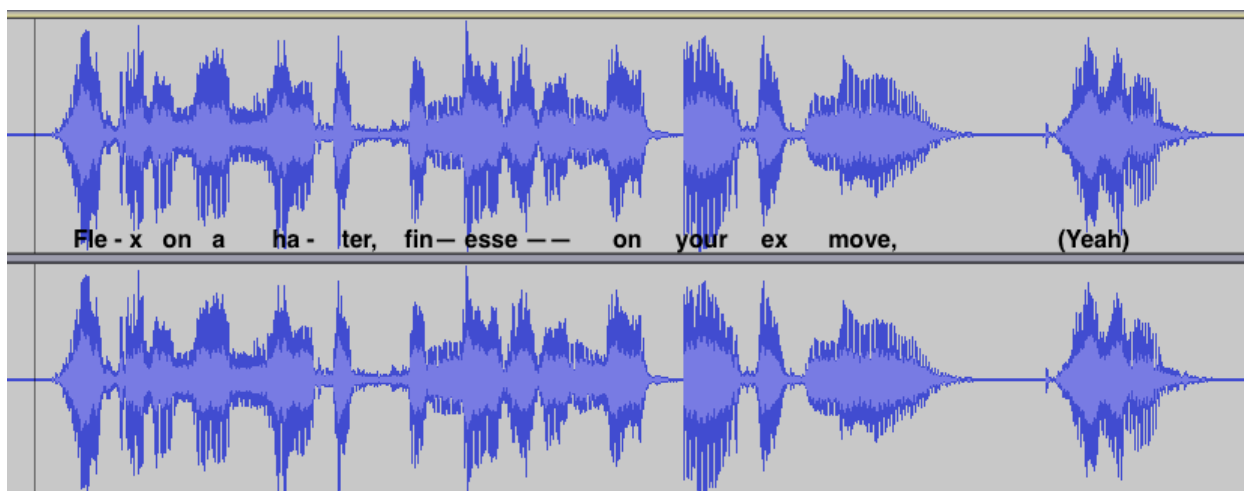 Fle - x on a ha - ter, fin— esse —— on your ex move, (Yeah)